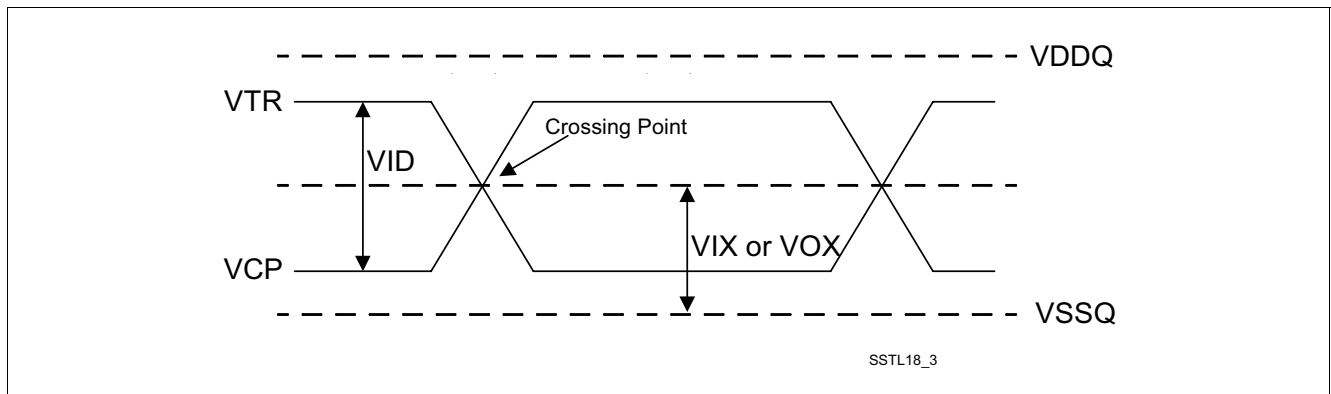 VDDQ
VTR
Crossing Point
VID
VIX or VOX
VCP
VSSQ
SSTL18_3